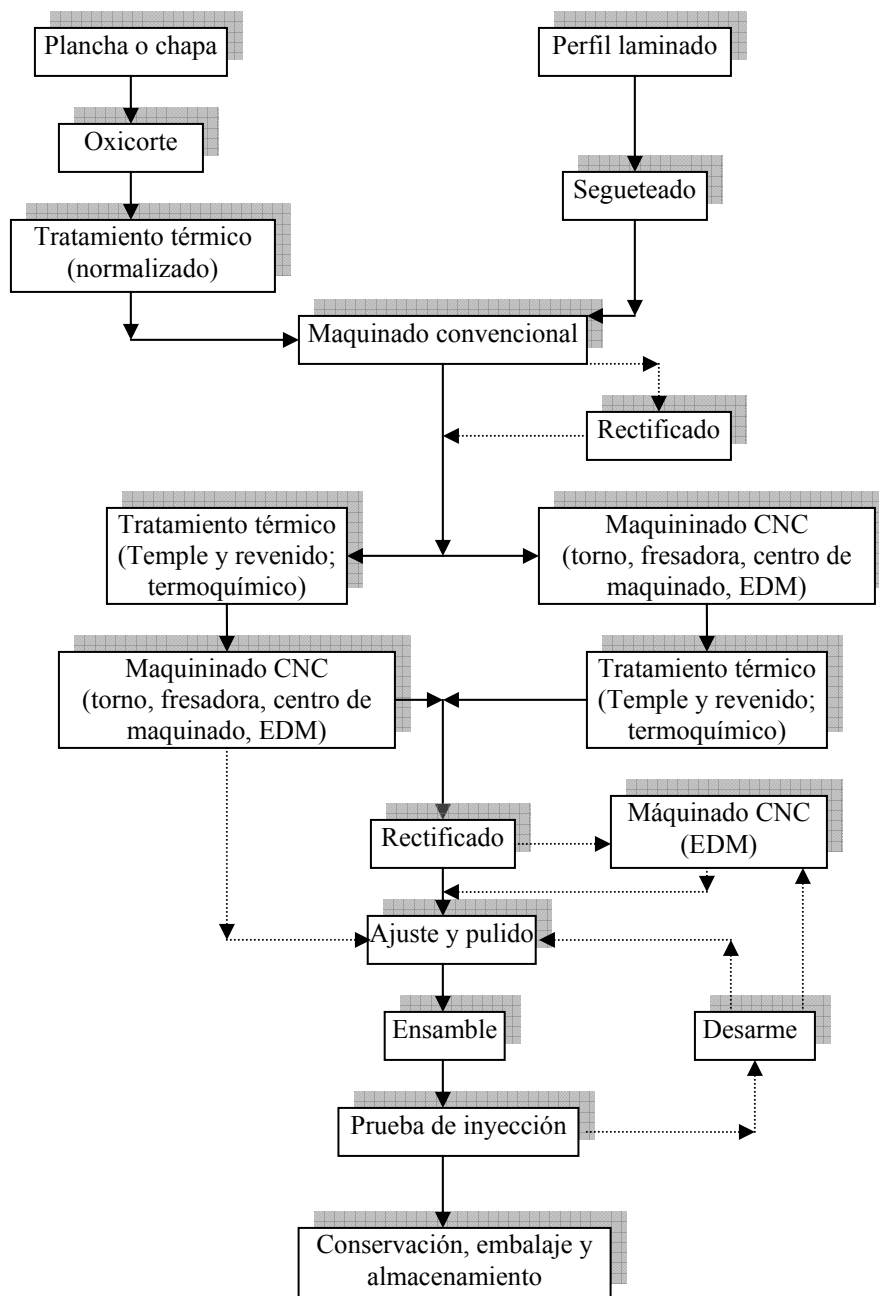 Plancha o chapa
Perfil laminado
Oxicorte
Segueteado
Tratamiento térmico
(normalizado)
Maquinado convencional
Rectificado
Tratamiento térmico
(Temple y revenido;
termoquímico)
Maquininado CNC
(torno, fresadora, centro de
maquinado, EDM)
Maquininado CNC
(torno, fresadora, centro de
maquinado, EDM)
Tratamiento térmico
(Temple y revenido;
termoquímico)
Rectificado
Máquinado CNC
(EDM)
Ajuste y pulido
Ensamble
Desarme
Prueba de inyección
Conservación, embalaje y
almacenamiento